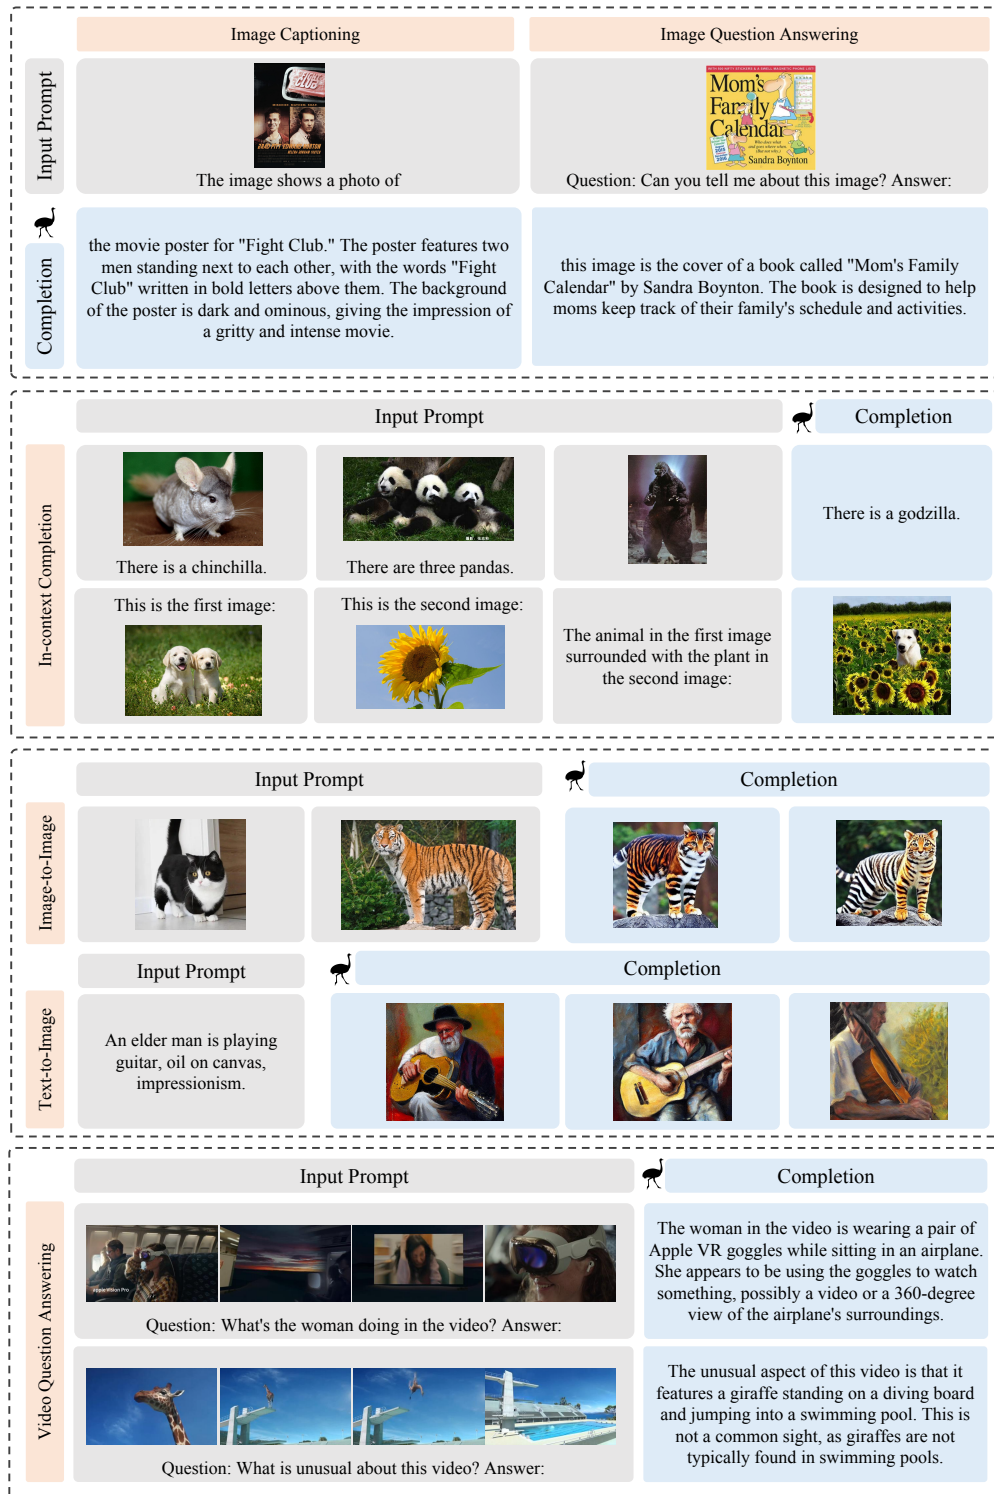 Image Captioning
Image Question Answering
Input Prompt
FIGHT
CLUB
BRAD PITT EDWARD NORTON
The image shows a photo of
Mom's
Family
Calendar
Sandra Boynton
Question: Can you tell me about this image? Answer:
Completion
the movie poster for "Fight Club." The poster features two
men standing next to each other, with the words "Fight
Club" written in bold letters above them. The background
of the poster is dark and ominous, giving the impression of
a gritty and intense movie.
this image is the cover of a book called "Mom's Family
Calendar" by Sandra Boynton. The book is designed to help
moms keep track of their family's schedule and activities.
Input Prompt
Completion
In-context Completion
There is a chinchilla.
There are three pandas.
There is a godzilla.
This is the first image:
This is the second image:
The animal in the first image
surrounded with the plant in
the second image:
Input Prompt
Completion
Image-to-Image
Input Prompt
Completion
Text-to-Image
An elder man is playing
guitar, oil on canvas,
impressionism.
Input Prompt
Completion
Video Question Answering
Apple Vision Pro
Question: What's the woman doing in the video? Answer:
The woman in the video is wearing a pair of
Apple VR goggles while sitting in an airplane.
She appears to be using the goggles to watch
something, possibly a video or a 360-degree
view of the airplane's surroundings.
Question: What is unusual about this video? Answer:
The unusual aspect of this video is that it
features a giraffe standing on a diving board
and jumping into a swimming pool. This is
not a common sight, as giraffes are not
typically found in swimming pools.